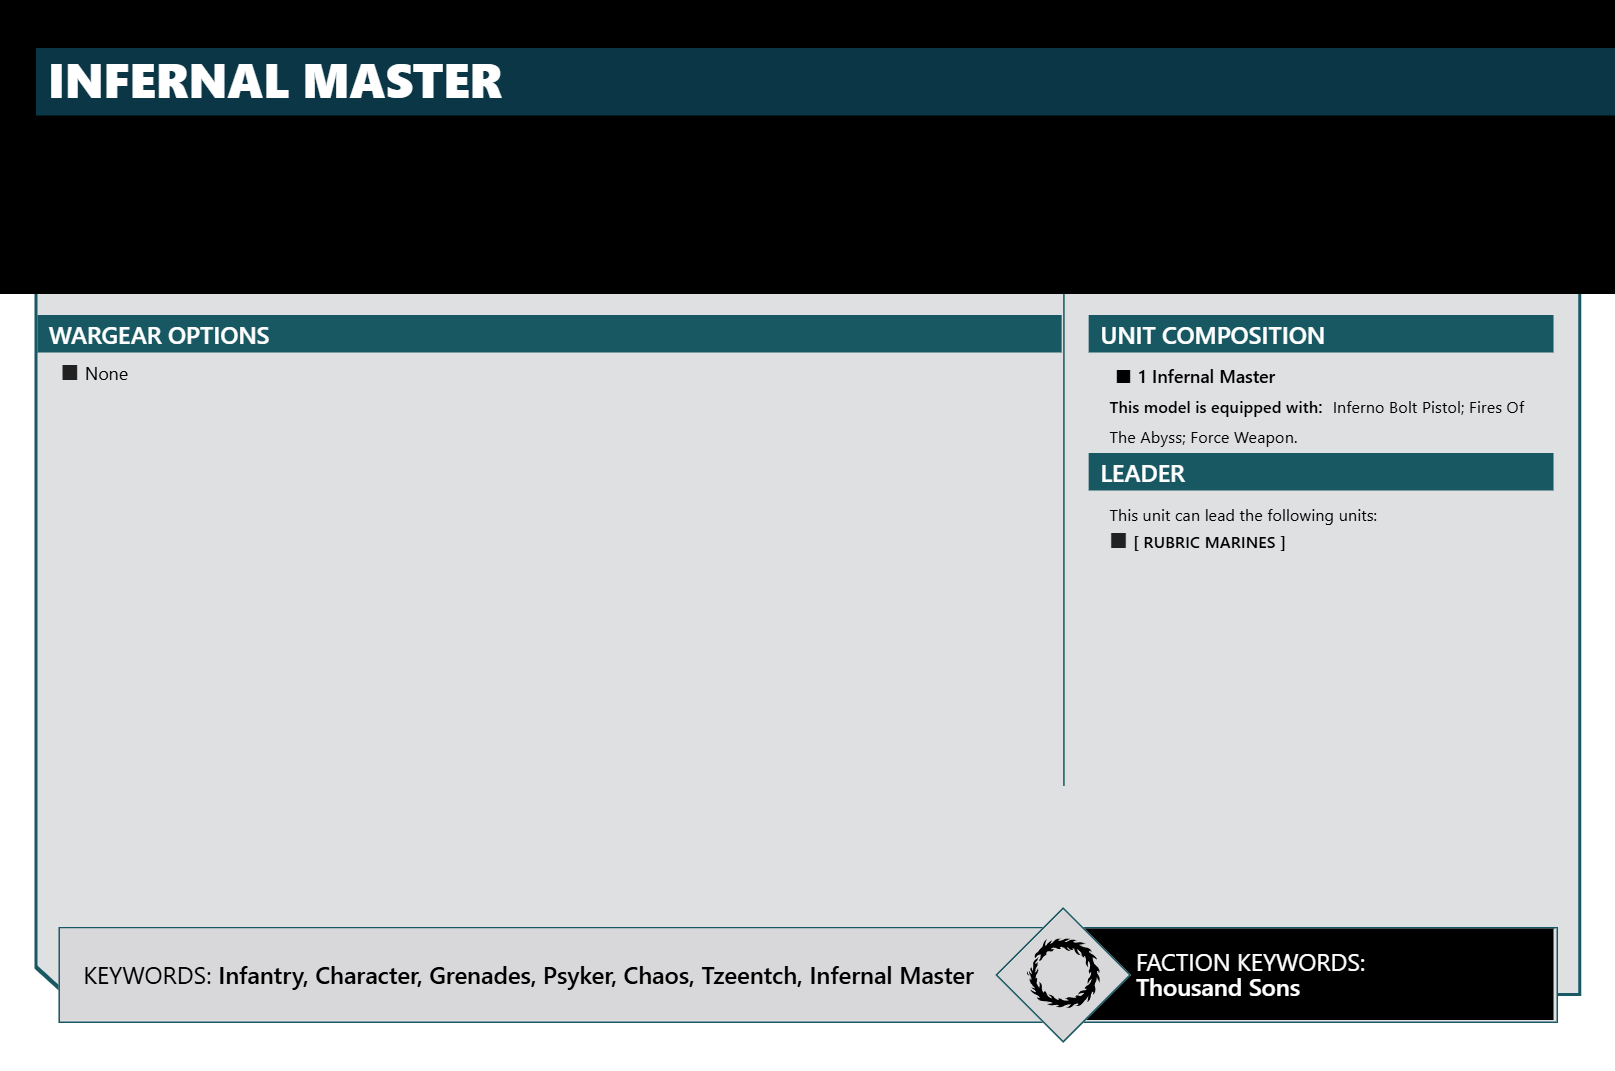 INFERNAL MASTER
WARGEAR OPTIONS
None
UNIT COMPOSITION
1 Infernal Master
This model is equipped with: Inferno Bolt Pistol; Fires Of
The Abyss; Force Weapon.
LEADER
This unit can lead the following units:
[ RUBRIC MARINES ]
KEYWORDS: Infantry, Character, Grenades, Psyker, Chaos, Tzeentch, Infernal Master
FACTION KEYWORDS:
Thousand Sons